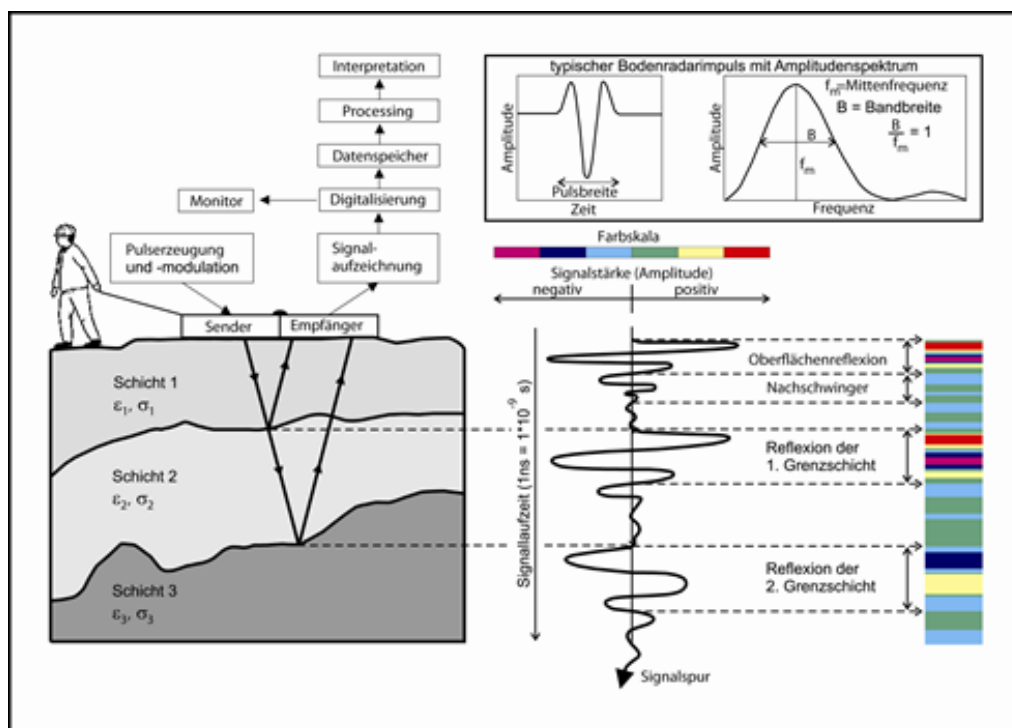 Interpretation
Processing
Datenspeicher
Monitor
Digitalisierung
Pulserzeugung
und -modulation
Signal-
aufzeichnung
Sender
Empfänger
Schicht 1
ε₁, σ₁
Schicht 2
ε₂, σ₂
Schicht 3
ε₃, σ₃
typischer Bodenradarimpuls mit Amplitudenspektrum
Amplitude
Pulsbreite
Zeit
Amplitude
fₘ=Mittenfrequenz
B = Bandbreite
B/fₘ = 1
B
fₘ
Frequenz
Farbskala
Signalstärke (Amplitude)
negativ
positiv
Signallaufzeit (1ns = 1*10⁻⁹ s)
Oberflächenreflexion
Nachschwinger
Reflexion der
1. Grenzschicht
Reflexion der
2. Grenzschicht
Signalspur